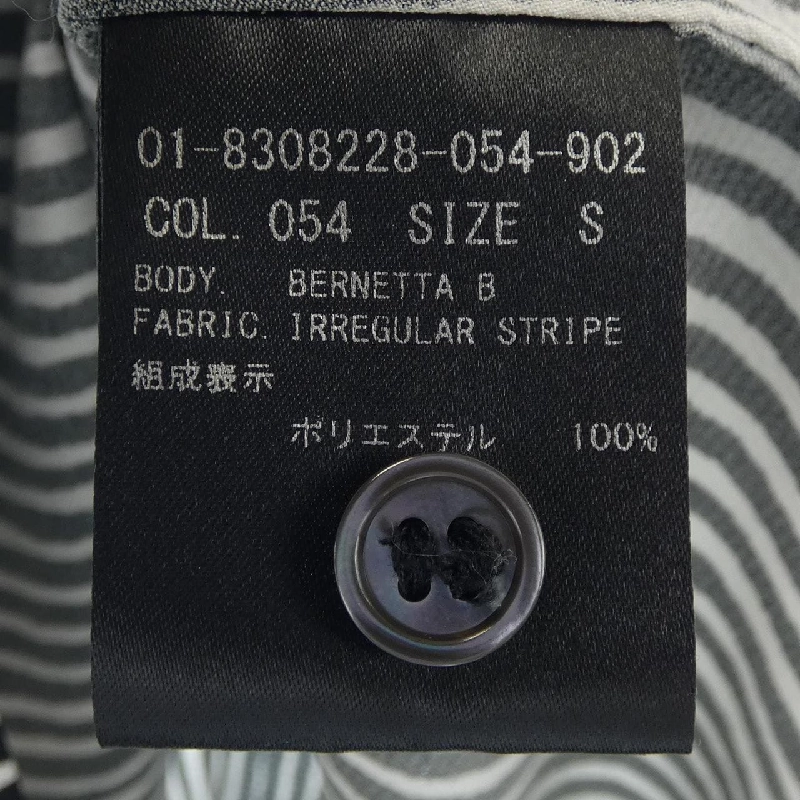 01-8308228-054-902
COL. 054 SIZE S
BODY. BERNETTA B
FABRIC. IRREGULAR STRIPE
組成表示
ポリエステル 100%